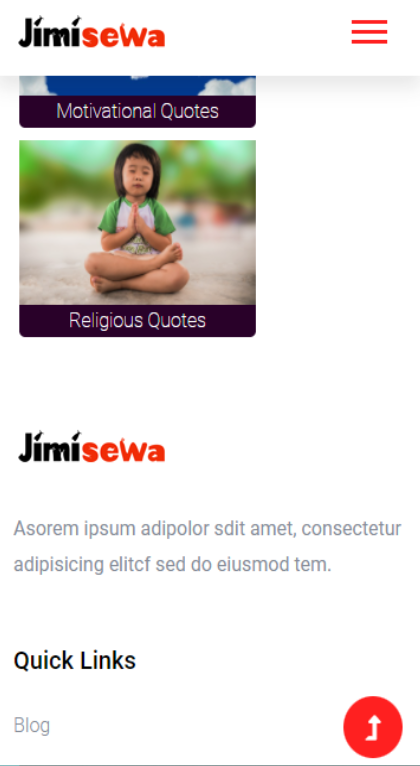 Jimisewa
Motivational Quotes
Religious Quotes
Jimisewa
Asorem ipsum adipolor sdit amet, consectetur
adipisicing elitcf sed do eiusmod tem.
Quick Links
Blog